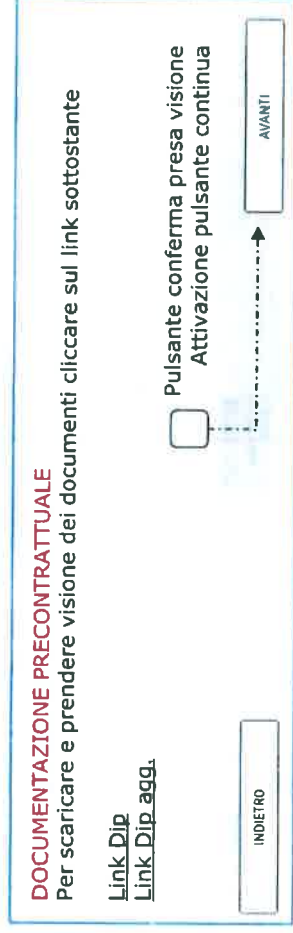 DOCUMENTAZIONE PRECONTRATTUALE
Per scaricare e prendere visione dei documenti cliccare sul link sottostante
Link Dip
Link Dip agg.
Pulsante conferma presa visione
Attivazione pulsante continua
INDIETRO
AVANTI